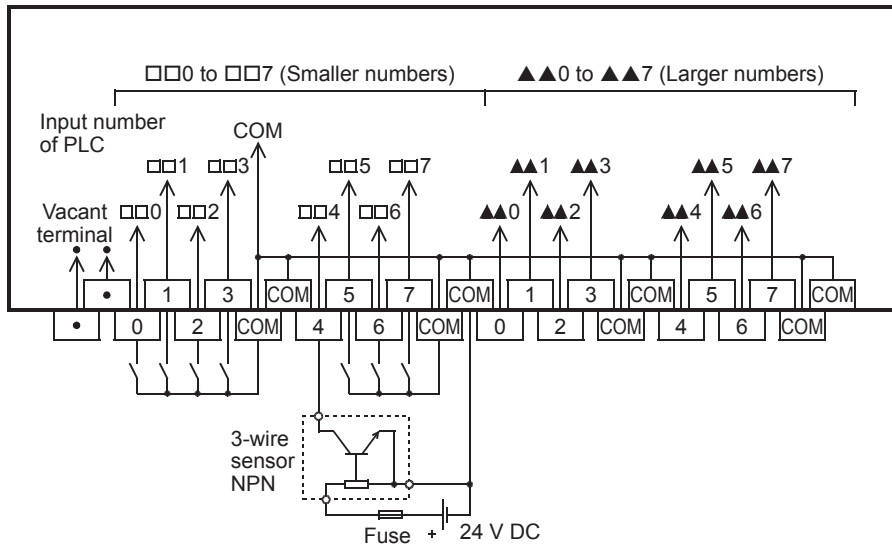 □□0 to □□7 (Smaller numbers) ▲▲0 to ▲▲7 (Larger numbers)
Input number
of PLC
COM
□□1 □□3 □□5 □□7 ▲▲1 ▲▲3 ▲▲5 ▲▲7
Vacant
terminal
□□0 □□2 □□4 □□6 ▲▲0 ▲▲2 ▲▲4 ▲▲6
• •
• 1 3 COM 5 7 COM 1 3 COM 5 7 COM
• 0 2 COM 4 6 COM 0 2 COM 4 6 COM
3-wire
sensor
NPN
Fuse + 24 V DC